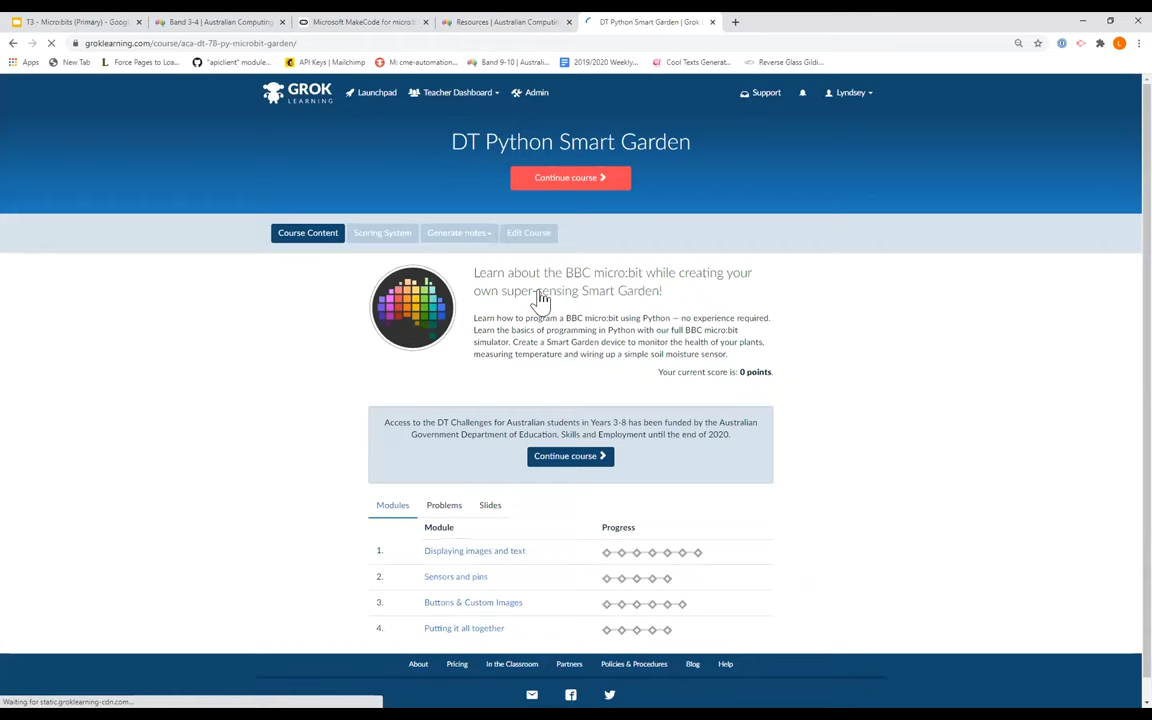 T3 - Micro:bits (Primary) - Goog
Band 3-4 | Australian Computing
Microsoft MakeCode for micro:b
Resources | Australian Computin
DT Python Smart Garden | Grok
groklearning.com/course/aca-dt-78-py-microbit-garden/
L
Apps
New Tab
Force Pages to Loa...
"apiclient" module...
API Keys | Mailchimp
M: cme-automation...
Band 9-10 | Australi...
2019/2020 Weekly...
Cool Texts Generat...
Reverse Glass Gildi...
GROK LEARNING
Launchpad
Teacher Dashboard
Admin
Support
Lyndsey
DT Python Smart Garden
Continue course
Course Content
Scoring System
Generate notes
Edit Course
Learn about the BBC micro:bit while creating your
own super-sensing Smart Garden!
Learn how to program a BBC micro:bit using Python — no experience required.
Learn the basics of programming in Python with our full BBC micro:bit
simulator. Create a Smart Garden device to monitor the health of your plants,
measuring temperature and wiring up a simple soil moisture sensor.
Your current score is: 0 points.
Access to the DT Challenges for Australian students in Years 3-8 has been funded by the Australian
Government Department of Education, Skills and Employment until the end of 2020.
Continue course
Modules
Problems
Slides
Module
Progress
1. Displaying images and text
2. Sensors and pins
3. Buttons & Custom Images
4. Putting it all together
About
Pricing
In the Classroom
Partners
Policies & Procedures
Blog
Help
Waiting for static.groklearning-cdn.com...